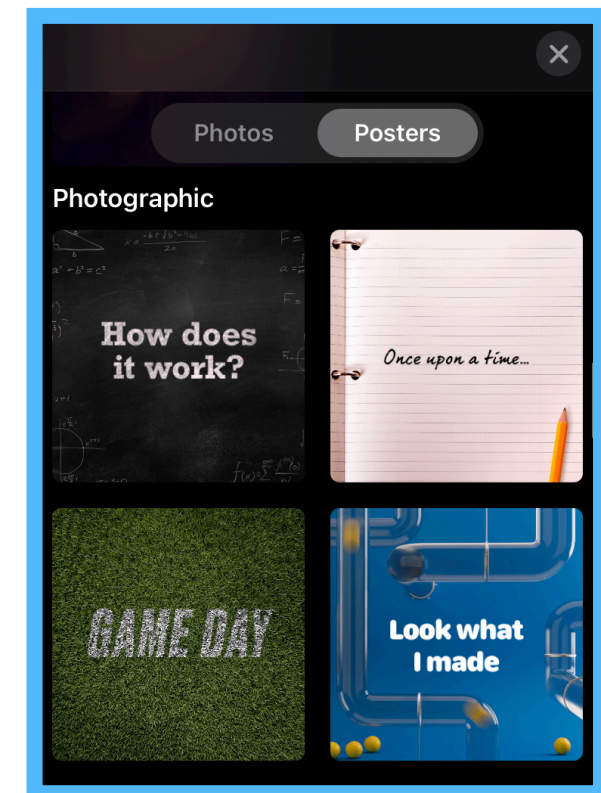 Photos
Posters
Photographic
How does
it work?
Once upon a time...
GAME DAY
Look what
I made